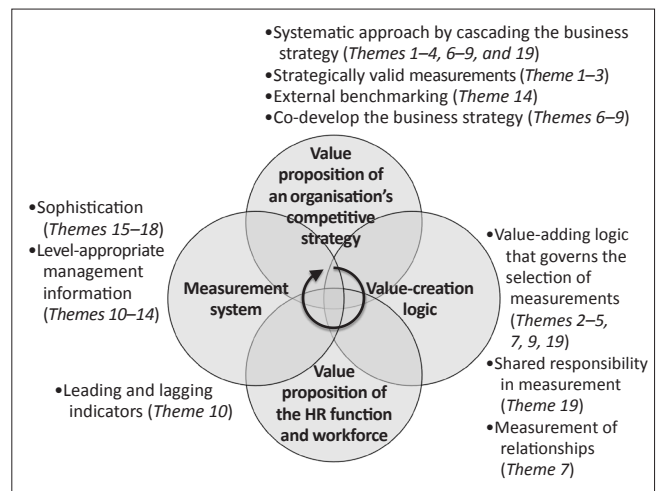 •Systematic approach by cascading the business
strategy (Themes 1–4, 6–9, and 19)
•Strategically valid measurements (Theme 1–3)
•External benchmarking (Theme 14)
•Co-develop the business strategy (Themes 6–9)
Value
proposition of
an organisation’s
competitive
strategy
•Sophistication
(Themes 15–18)
•Level-appropriate
management
information
(Themes 10–14)
Measurement
system
Value-creation
logic
•Value-adding logic
that governs the
selection of
measurements
(Themes 2–5,
7, 9, 19)
•Shared responsibility
in measurement
(Theme 19)
•Measurement of
relationships
(Theme 7)
•Leading and lagging
indicators (Theme 10)
Value
proposition of
the HR function
and workforce